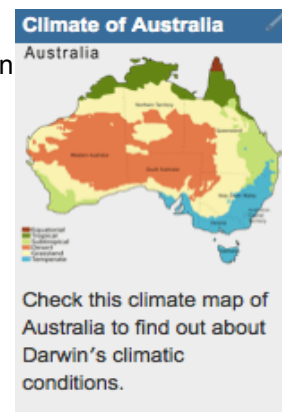 Climate of Australia
Australia
n
Northern Territory
Queensland
Western Australia
South Australia
New South Wales
Equatorial
Tropical
Subtropical
Desert
Grassland
Temperate
Check this climate map of
Australia to find out about
Darwin′s climatic
conditions.